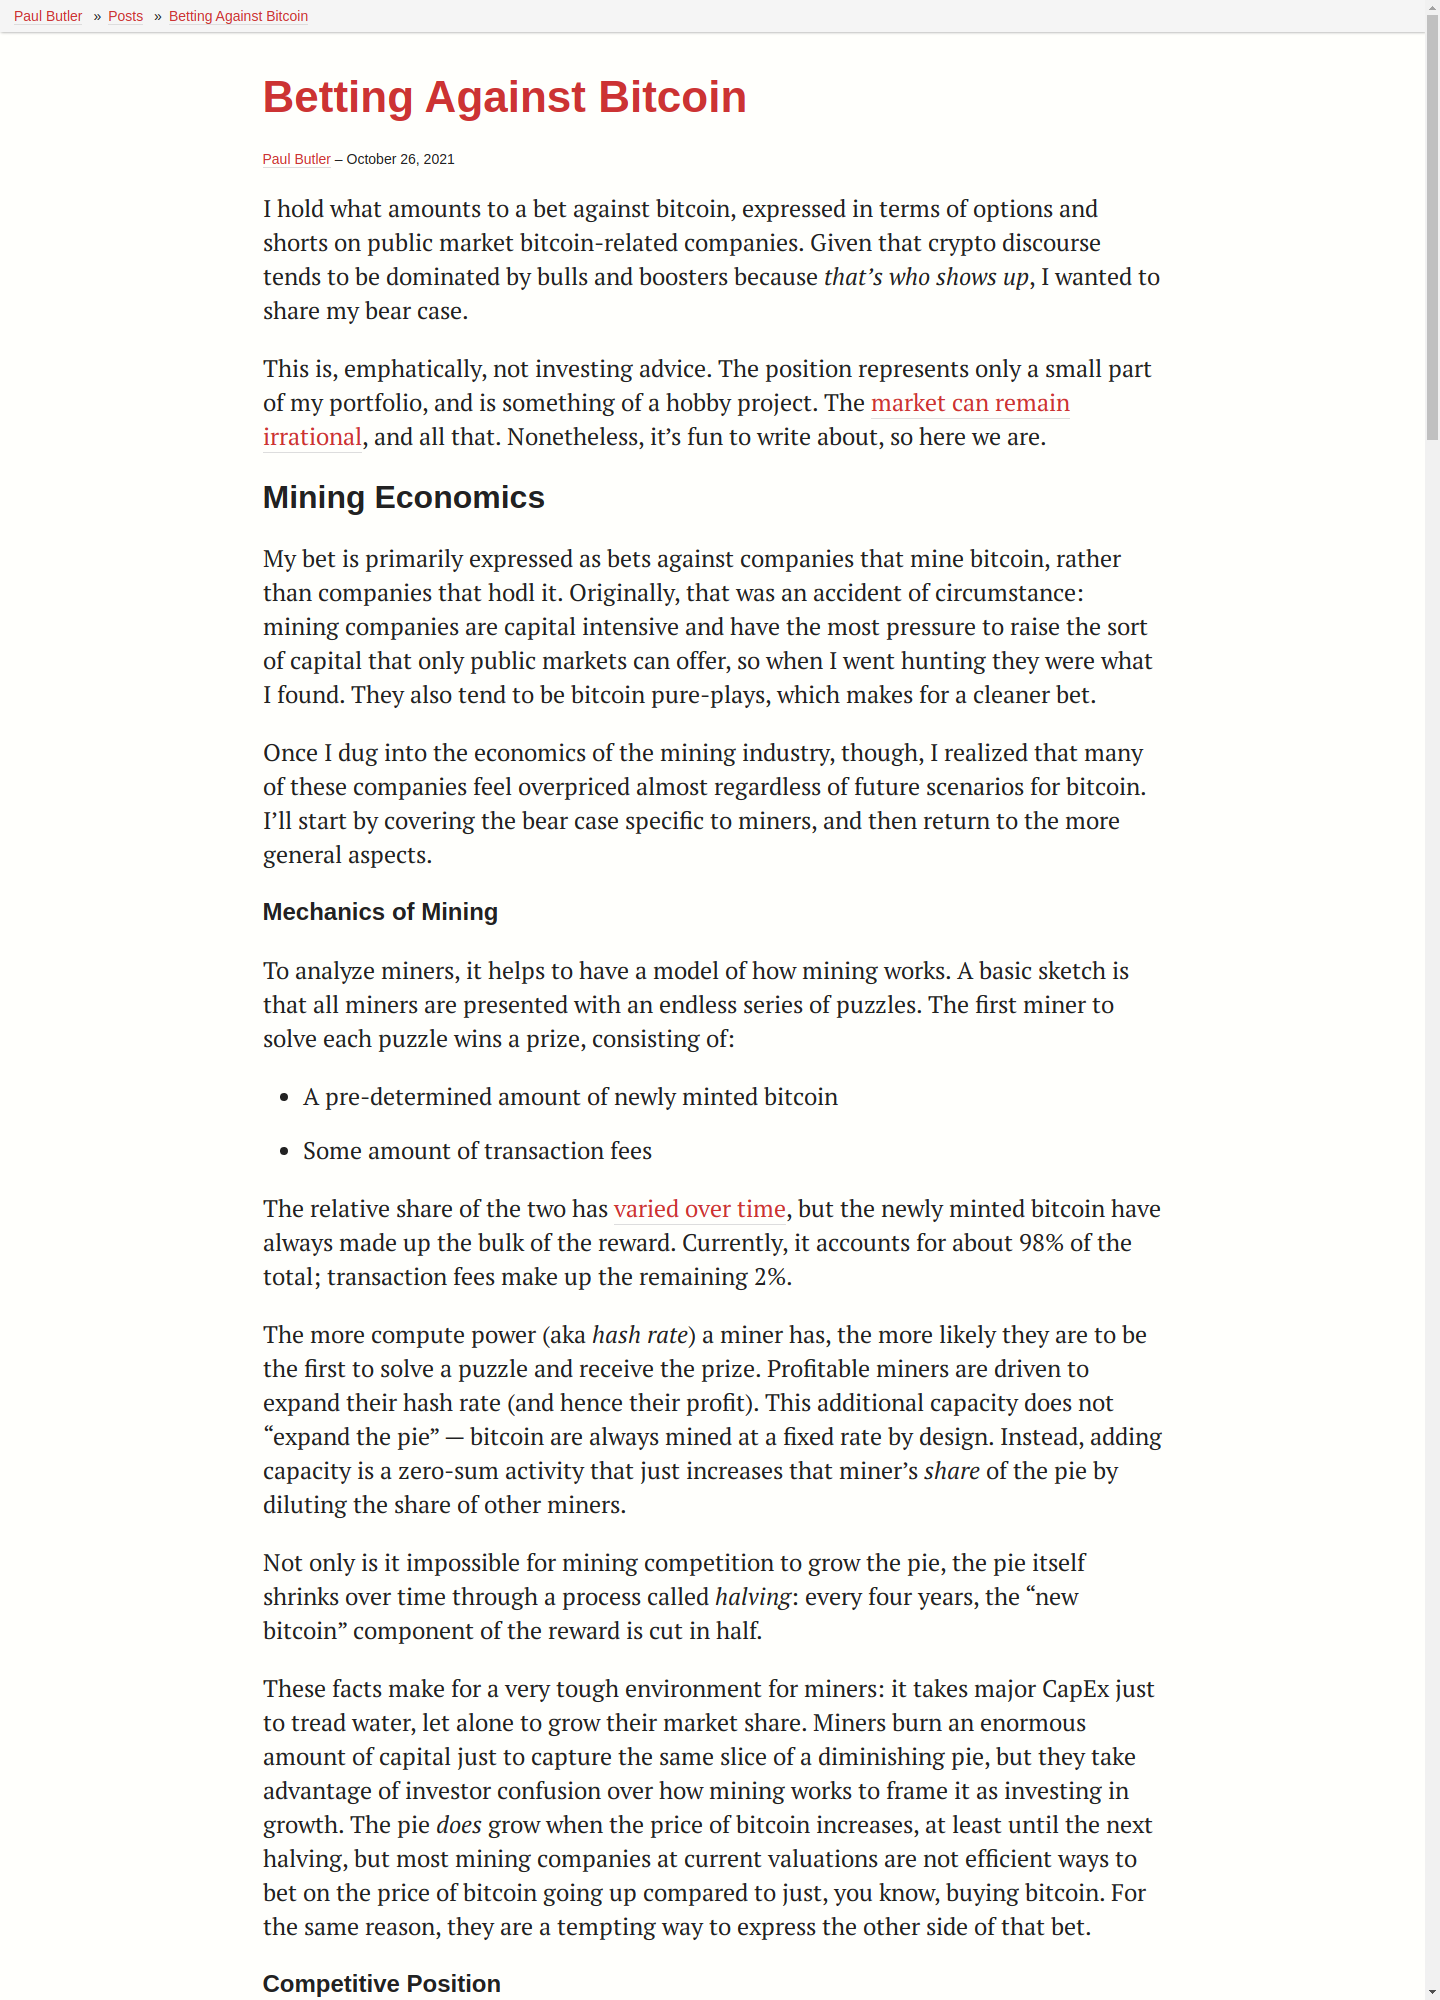 Paul Butler » Posts » Betting Against Bitcoin
Betting Against Bitcoin
Paul Butler – October 26, 2021
I hold what amounts to a bet against bitcoin, expressed in terms of options and
shorts on public market bitcoin-related companies. Given that crypto discourse
tends to be dominated by bulls and boosters because that’s who shows up, I wanted to
share my bear case.
This is, emphatically, not investing advice. The position represents only a small part
of my portfolio, and is something of a hobby project. The market can remain
irrational, and all that. Nonetheless, it’s fun to write about, so here we are.
Mining Economics
My bet is primarily expressed as bets against companies that mine bitcoin, rather
than companies that hodl it. Originally, that was an accident of circumstance:
mining companies are capital intensive and have the most pressure to raise the sort
of capital that only public markets can offer, so when I went hunting they were what
I found. They also tend to be bitcoin pure-plays, which makes for a cleaner bet.
Once I dug into the economics of the mining industry, though, I realized that many
of these companies feel overpriced almost regardless of future scenarios for bitcoin.
I’ll start by covering the bear case specific to miners, and then return to the more
general aspects.
Mechanics of Mining
To analyze miners, it helps to have a model of how mining works. A basic sketch is
that all miners are presented with an endless series of puzzles. The first miner to
solve each puzzle wins a prize, consisting of:
• A pre-determined amount of newly minted bitcoin
• Some amount of transaction fees
The relative share of the two has varied over time, but the newly minted bitcoin have
always made up the bulk of the reward. Currently, it accounts for about 98% of the
total; transaction fees make up the remaining 2%.
The more compute power (aka hash rate) a miner has, the more likely they are to be
the first to solve a puzzle and receive the prize. Profitable miners are driven to
expand their hash rate (and hence their profit). This additional capacity does not
“expand the pie” — bitcoin are always mined at a fixed rate by design. Instead, adding
capacity is a zero-sum activity that just increases that miner’s share of the pie by
diluting the share of other miners.
Not only is it impossible for mining competition to grow the pie, the pie itself
shrinks over time through a process called halving: every four years, the “new
bitcoin” component of the reward is cut in half.
These facts make for a very tough environment for miners: it takes major CapEx just
to tread water, let alone to grow their market share. Miners burn an enormous
amount of capital just to capture the same slice of a diminishing pie, but they take
advantage of investor confusion over how mining works to frame it as investing in
growth. The pie does grow when the price of bitcoin increases, at least until the next
halving, but most mining companies at current valuations are not efficient ways to
bet on the price of bitcoin going up compared to just, you know, buying bitcoin. For
the same reason, they are a tempting way to express the other side of that bet.
Competitive Position